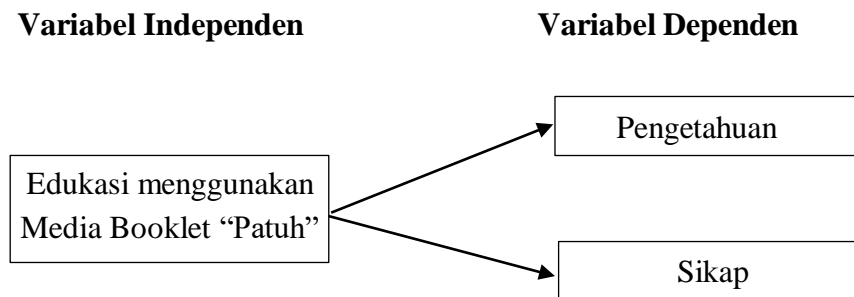 Variabel Independen
Variabel Dependen
Pengetahuan
Edukasi menggunakan
Media Booklet “Patuh”
Sikap